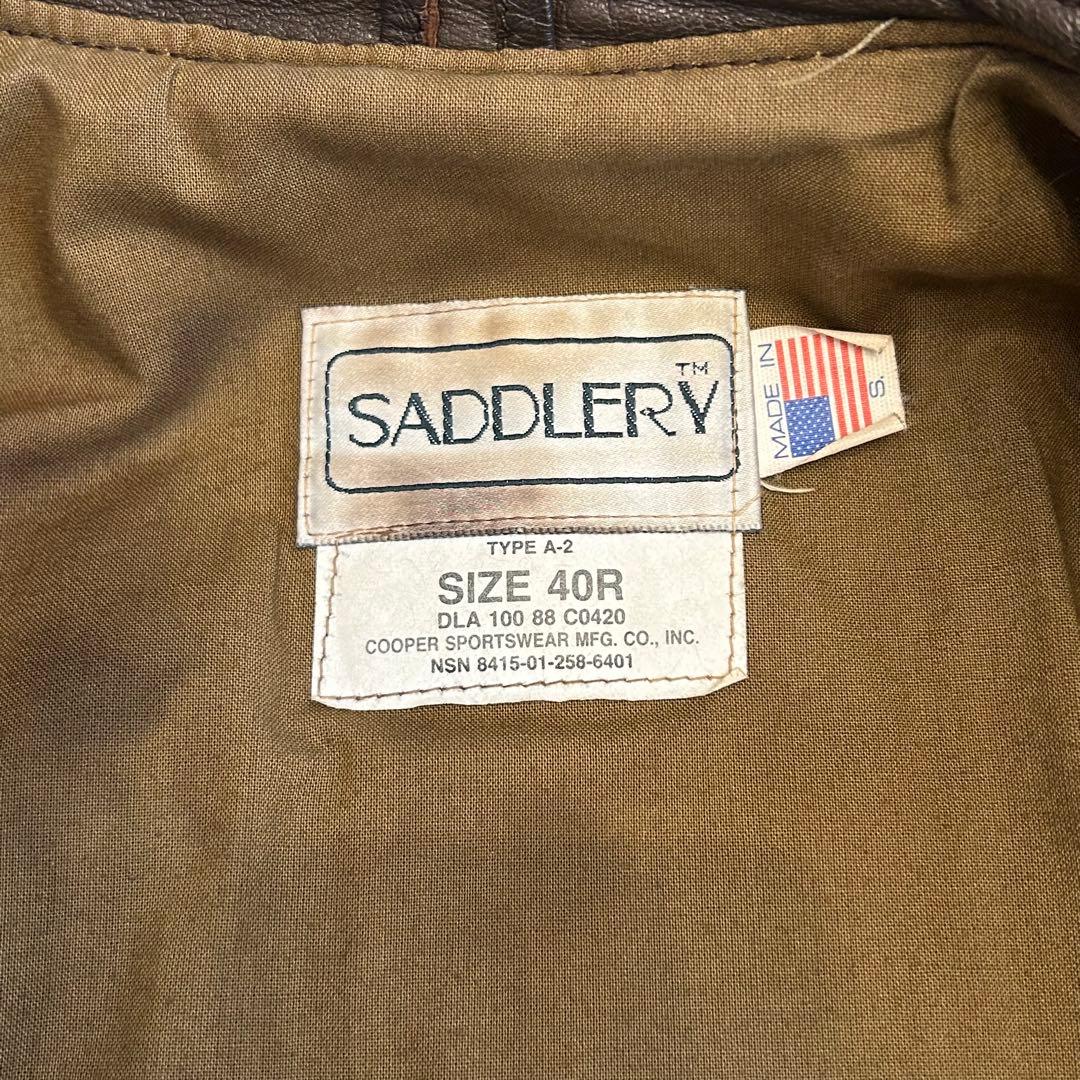 SADDLERY™
MADE IN
S.
TYPE A-2
SIZE 40R
DLA 100 88 C0420
COOPER SPORTSWEAR MFG. CO., INC.
NSN 8415-01-258-6401